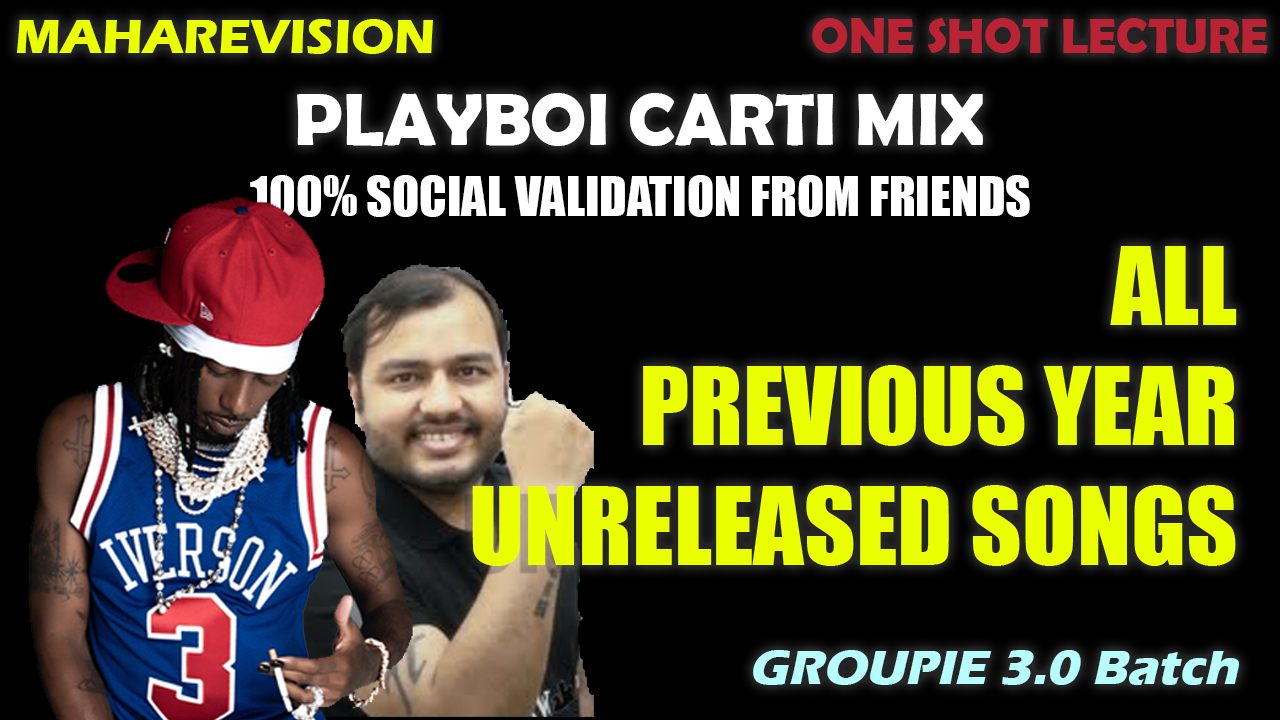 MAHAREVISION
ONE SHOT LECTURE
PLAYBOI CARTI MIX
100% SOCIAL VALIDATION FROM FRIENDS
ALL
PREVIOUS YEAR
UNRELEASED SONGS
IVERSON
3
GROUPIE 3.0 Batch